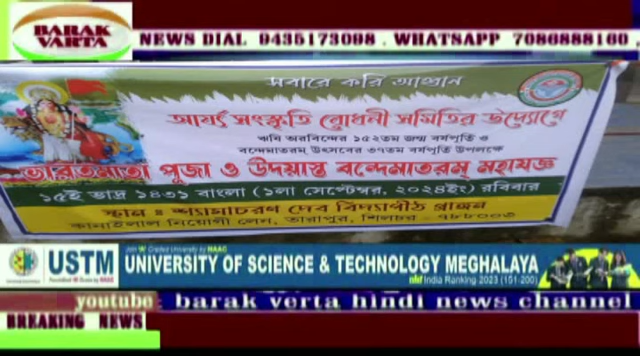 BARAK
VARTA
NEWS DIAL 9435173098 . WHATSAPP 7086888160 .
সবারে করি আহ্বান
আর্য্য সংস্কৃতি বোধনী সমিতির উদ্যোগে
ঋষি অরবিন্দের ১৫২তম জন্ম বর্ষপূর্তি ও
বন্দেমাতরম উৎসবের ৩৭তম বর্ষপূর্তি উপলক্ষে
ভারতমাতা পূজা ও উদয়াস্ত বন্দেমাতরম্ মহাযজ্ঞ
১৫ই ভাদ্র ১৪৩১ বাংলা (১লা সেপ্টেম্বর, ২০২৪ইং) রবিবার
স্থান : শ্যামাচরণ দেব বিদ্যাপীঠ প্রাঙ্গন
কানাইলাল নিয়োগী লেন, তারাপুর, শিলচর - ৭৮৮০০৩
USTM
UNIVERSITY OF SCIENCE & TECHNOLOGY MEGHALAYA
India Ranking 2023 (151-200)
youtube : barak verta hindi news channel
BREAKING NEWS